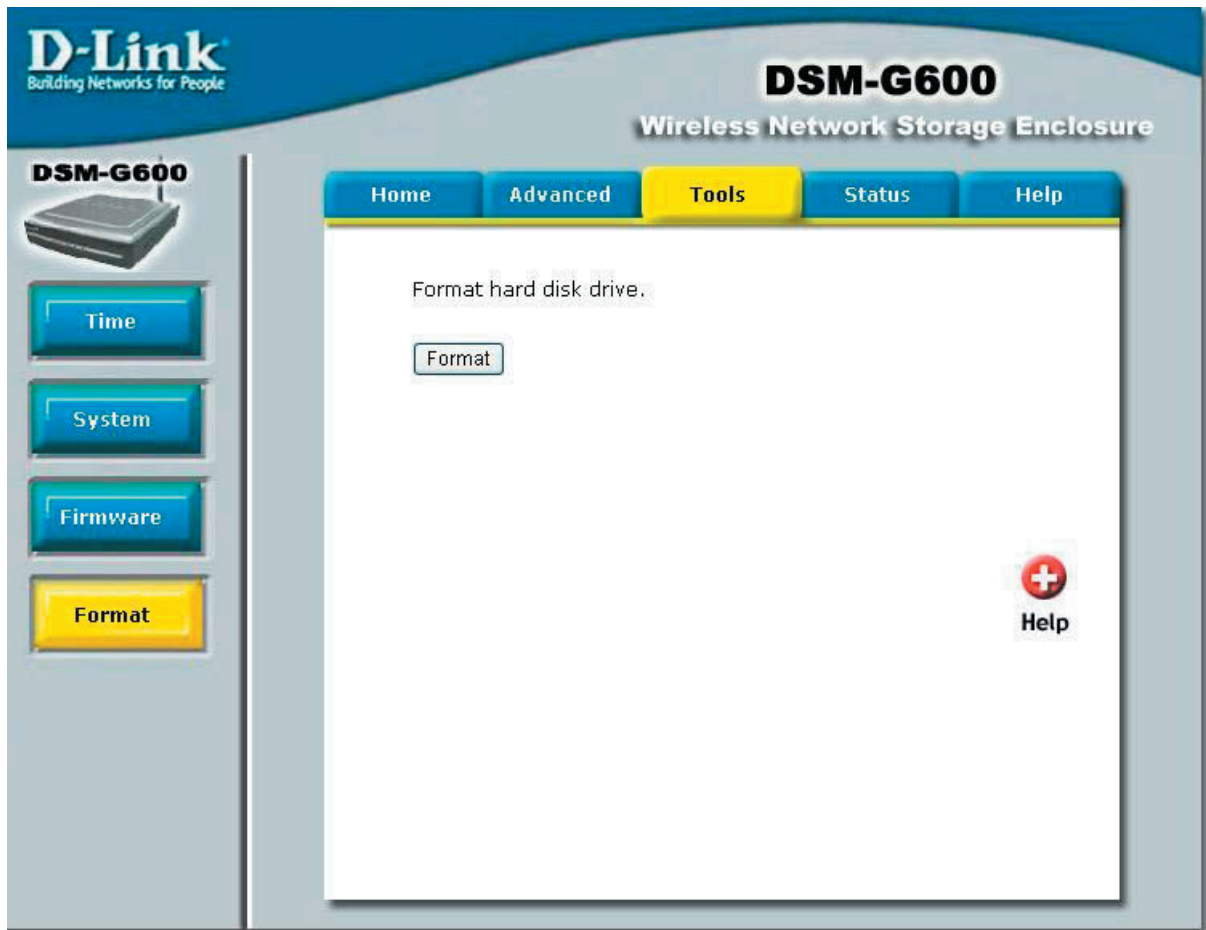 D-Link
Building Networks for People
DSM-G600
Wireless Network Storage Enclosure
DSM-G600
Home Advanced Tools Status Help
Time
System
Firmware
Format
Format hard disk drive.
Format
Help